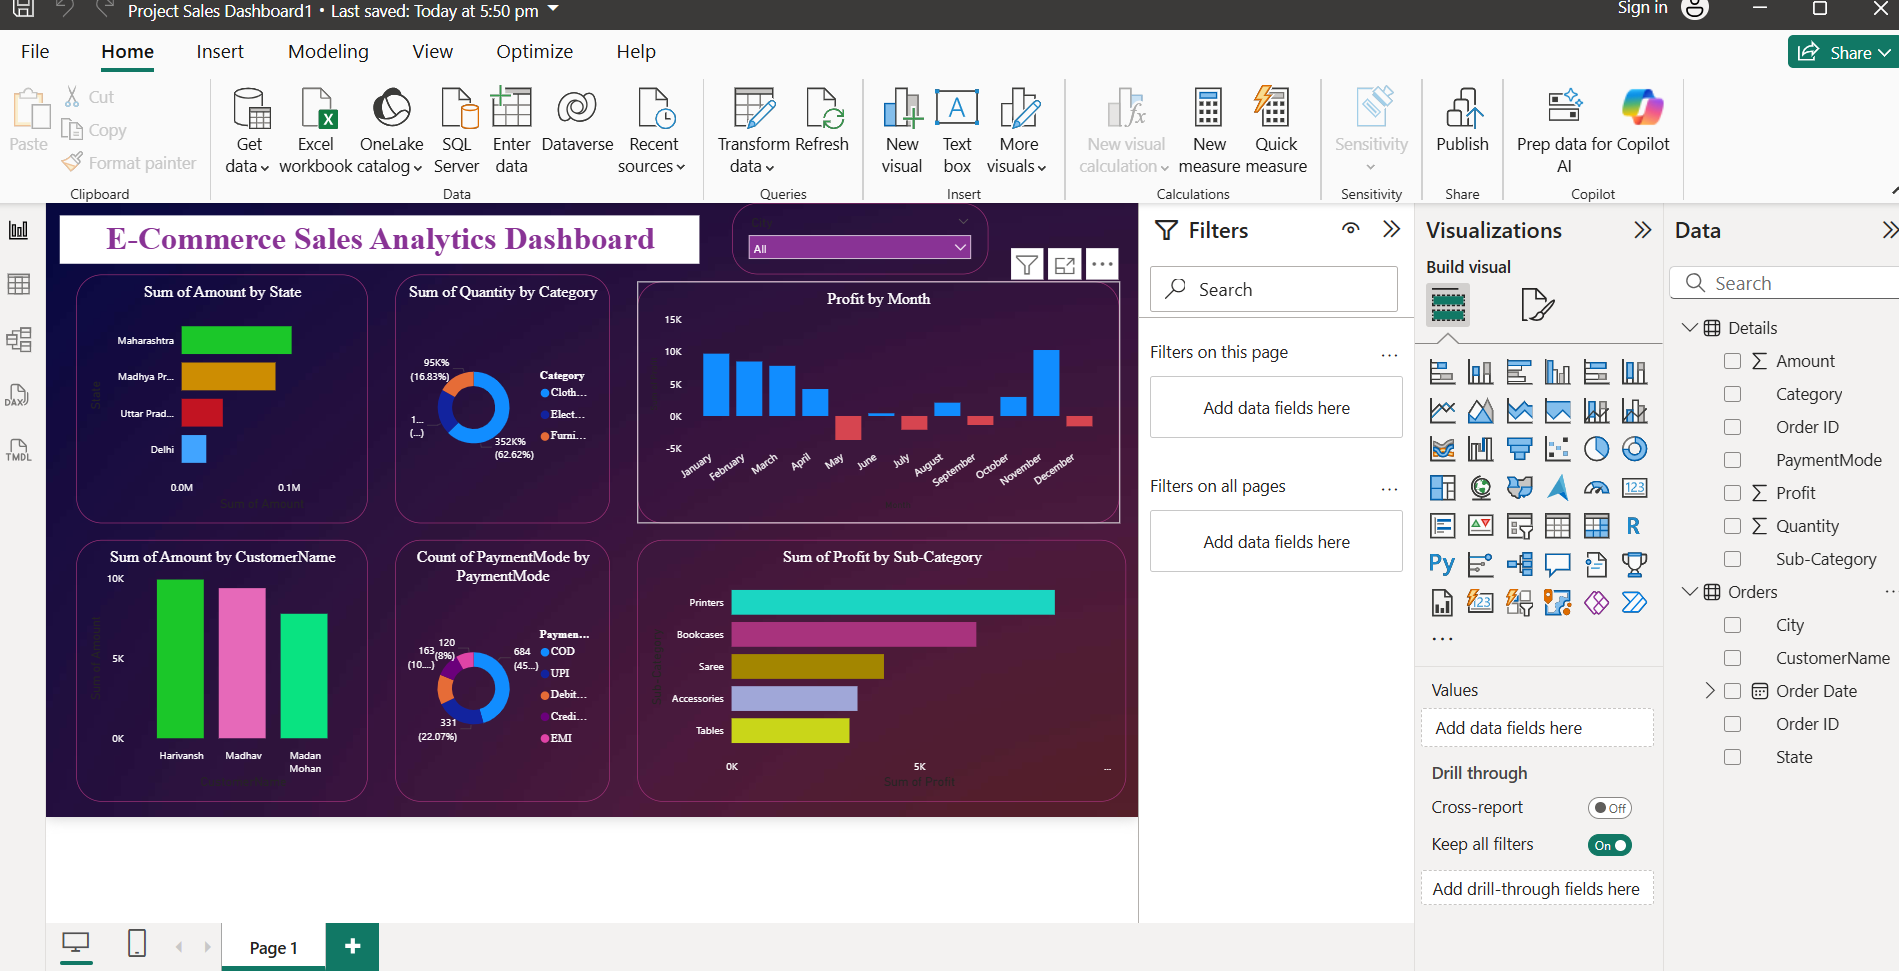 Project Sales Dashboard1 • Last saved: Today at 5:50 pm
Sign in
File Home Insert Modeling View Optimize Help
Share
Paste
Cut
Copy
Format painter
Clipboard
Get data
Excel workbook
OneLake catalog
SQL Server
Enter data
Dataverse
Recent sources
Data
Transform data
Refresh
Queries
New visual
Text box
More visuals
Insert
New visual calculation
New measure
Quick measure
Calculations
Sensitivity
Sensitivity
Publish
Share
Prep data for AI
Copilot
Copilot
E-Commerce Sales Analytics Dashboard
City
All
Sum of Amount by State
State
Maharashtra
Madhya Pr...
Uttar Prad...
Delhi
0.0M 0.1M
Sum of Amount
Sum of Quantity by Category
95K%
(16.83%)
1...
(...)
352K%
(62.62%)
Category
Cloth...
Elect...
Furni...
Profit by Month
15K
10K
5K
0K
-5K
January February March April May June July August September October November December
Sum of Amount by CustomerName
Sum of Amount
10K
5K
0K
Harivansh Madhav Madan Mohan
Count of PaymentMode by
PaymentMode
120
(8%)
163
(10....)
684
(45...)
331
(22.07%)
Paymen...
COD
UPI
Debit...
Credi...
EMI
Sum of Profit by Sub-Category
Printers
Bookcases
Saree
Accessories
Tables
0K 5K ...
Sum of Profit
Filters
Search
Filters on this page
...
Add data fields here
Filters on all pages
...
Add data fields here
Visualizations
Build visual
123
R
Py
123
...
Values
Add data fields here
Drill through
Cross-report Off
Keep all filters On
Add drill-through fields here
Data
Search
Details
Amount
Category
Order ID
PaymentMode
Profit
Quantity
Sub-Category
Orders
City
CustomerName
Order Date
Order ID
State
DAX
TMDL
Page 1